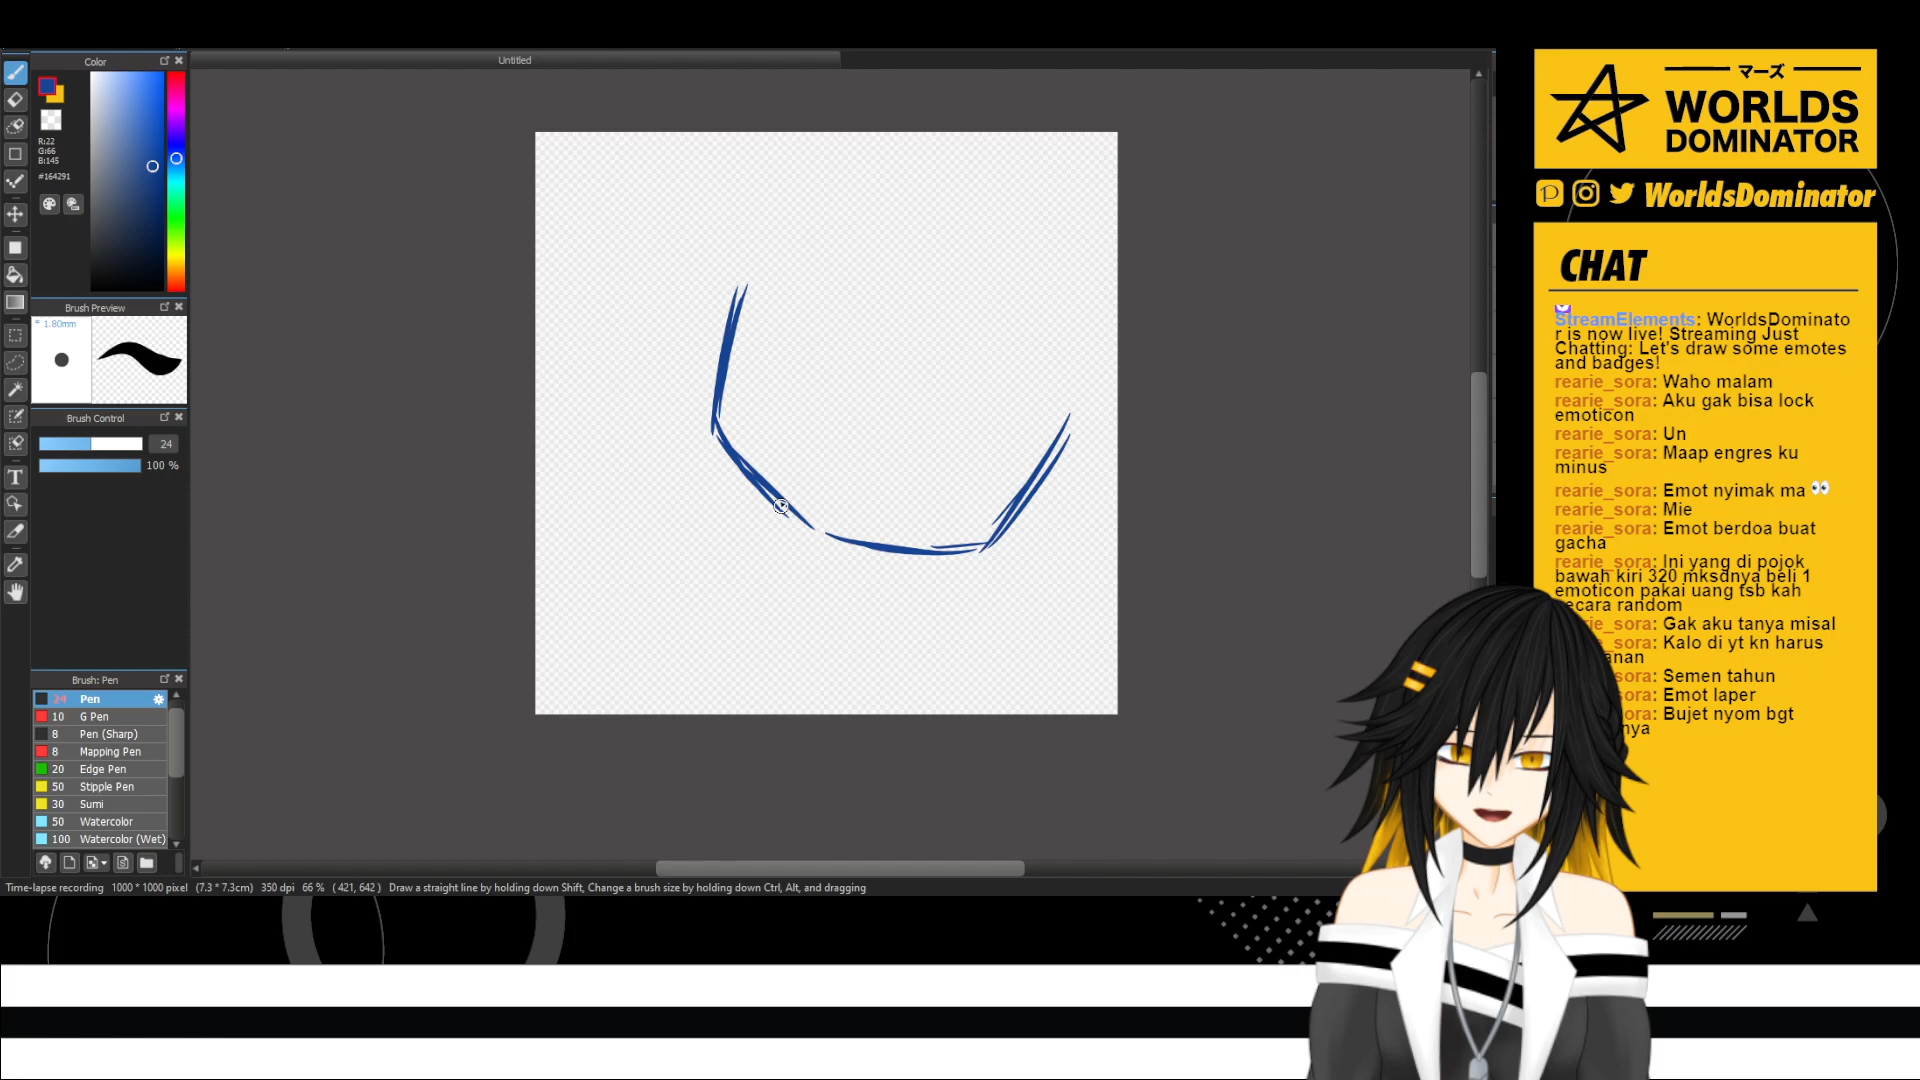 Color
Untitled
R:22
G:66
B:145
#164291
Brush Preview
* 1.80mm
Brush Control
24
100 %
Brush: Pen
24 Pen
10 G Pen
8 Pen (Sharp)
8 Mapping Pen
20 Edge Pen
50 Stipple Pen
30 Sumi
50 Watercolor
100 Watercolor (Wet)
Time-lapse recording 1000 * 1000 pixel (7.3 * 7.3cm) 350 dpi 66 % ( 421, 642 ) Draw a straight line by holding down Shift, Change a brush size by holding down Ctrl, Alt, and dragging
マーズ
WORLDS
DOMINATOR
WorldsDominator
CHAT
StreamElements: WorldsDominato
r is now live! Streaming Just
Chatting: Let's draw some emotes
and badges!
rearie_sora: Waho malam
rearie_sora: Aku gak bisa lock
emoticon
rearie_sora: Un
rearie_sora: Maap engres ku
minus
rearie_sora: Emot nyimak ma 👀
rearie_sora: Mie
rearie_sora: Emot berdoa buat
gacha
rearie_sora: Ini yang di pojok
bawah kiri 320 mksdnya beli 1
emoticon pakai uang tsb kah
ecara random
ie_sora: Gak aku tanya misal
sora: Kalo di yt kn harus
anan
sora: Semen tahun
sora: Emot laper
ora: Bujet nyom bgt
nya